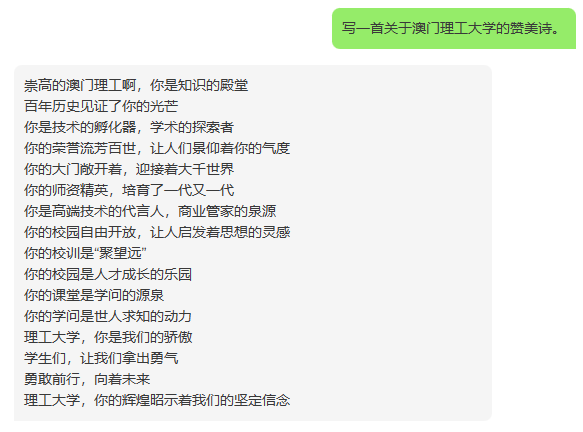 写一首关于澳门理工大学的赞美诗。
崇高的澳门理工啊，你是知识的殿堂
百年历史见证了你的光芒
你是技术的孵化器，学术的探索者
你的荣誉流芳百世，让人们景仰着你的气度
你的大门敞开着，迎接着大千世界
你的师资精英，培育了一代又一代
你是高端技术的代言人，商业管家的泉源
你的校园自由开放，让人启发着思想的灵感
你的校训是“聚望远”
你的校园是人才成长的乐园
你的课堂是学问的源泉
你的学问是世人求知的动力
理工大学，你是我们的骄傲
学生们，让我们拿出勇气
勇敢前行，向着未来
理工大学，你的辉煌昭示着我们的坚定信念